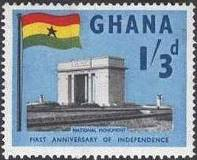 GHANA
1/3d
NATIONAL MONUMENT
FIRST ANNIVERSARY OF INDEPENDENCE